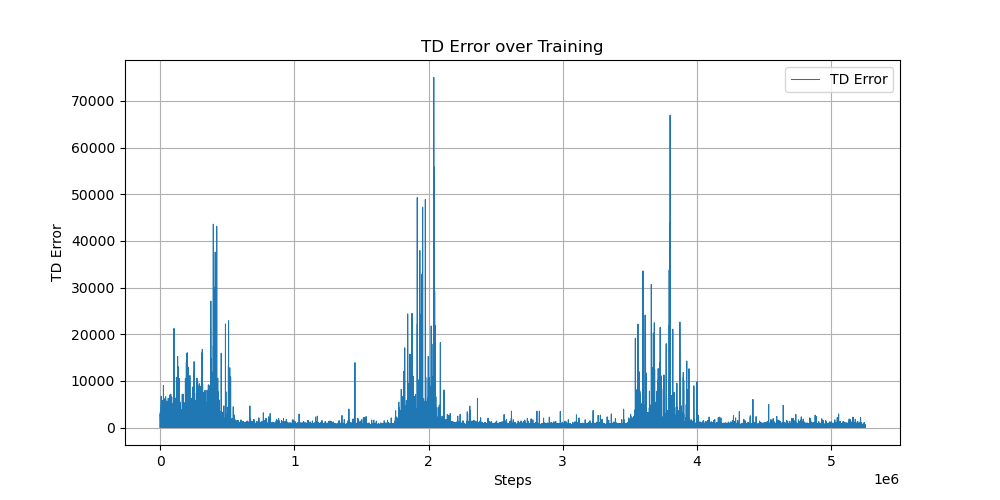 TD Error over Training
TD Error
70000
60000
50000
40000
30000
20000
10000
0
TD Error
0 1 2 3 4 5
1e6
Steps